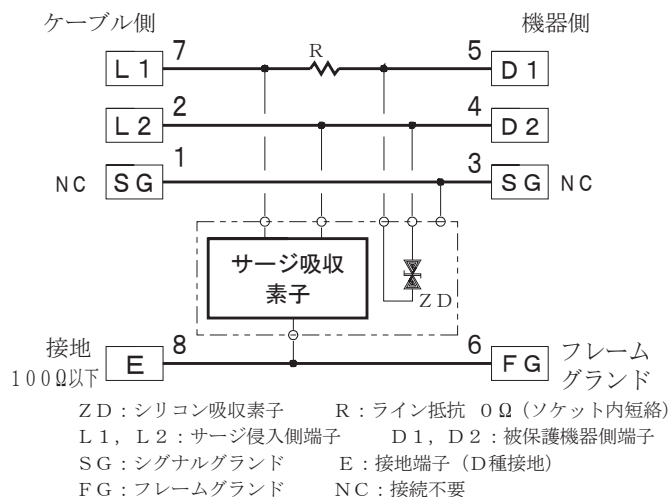 ケーブル側 機器側
7 R 5
L1 D1
2 4
L2 D2
1 3
NC SG SG NC
サージ吸収
素子
ZD
接地 8 6 フレーム
100Ω以下 E FG グランド
ZD:シリコン吸収素子 R:ライン抵抗 0Ω(ソケット内短絡)
L1,L2:サージ侵入側端子 D1,D2:被保護機器側端子
SG:シグナルグランド E:接地端子(D種接地)
FG:フレームグランド NC:接続不要